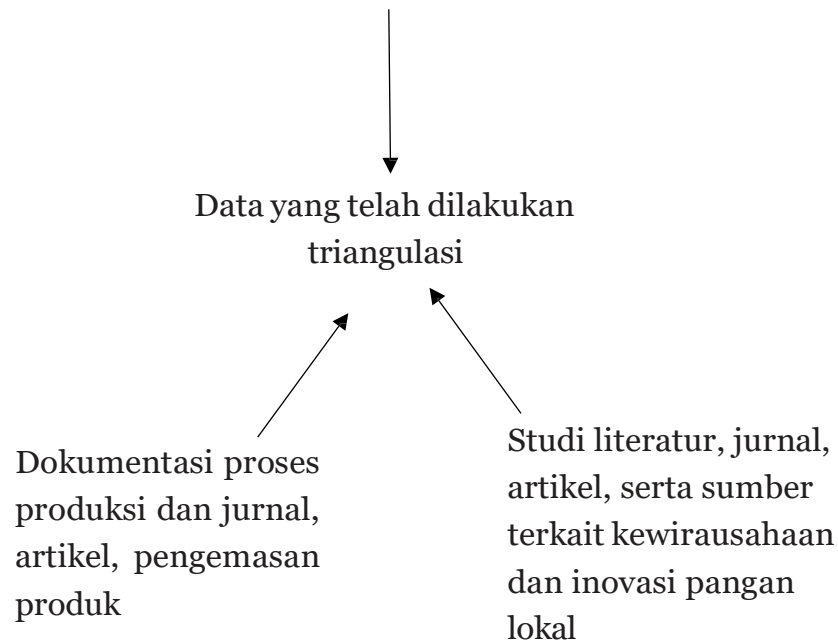 Data yang telah dilakukan
triangulasi
Dokumentasi proses
produksi dan jurnal,
artikel, pengemasan
produk
Studi literatur, jurnal,
artikel, serta sumber
terkait kewirausahaan
dan inovasi pangan
lokal